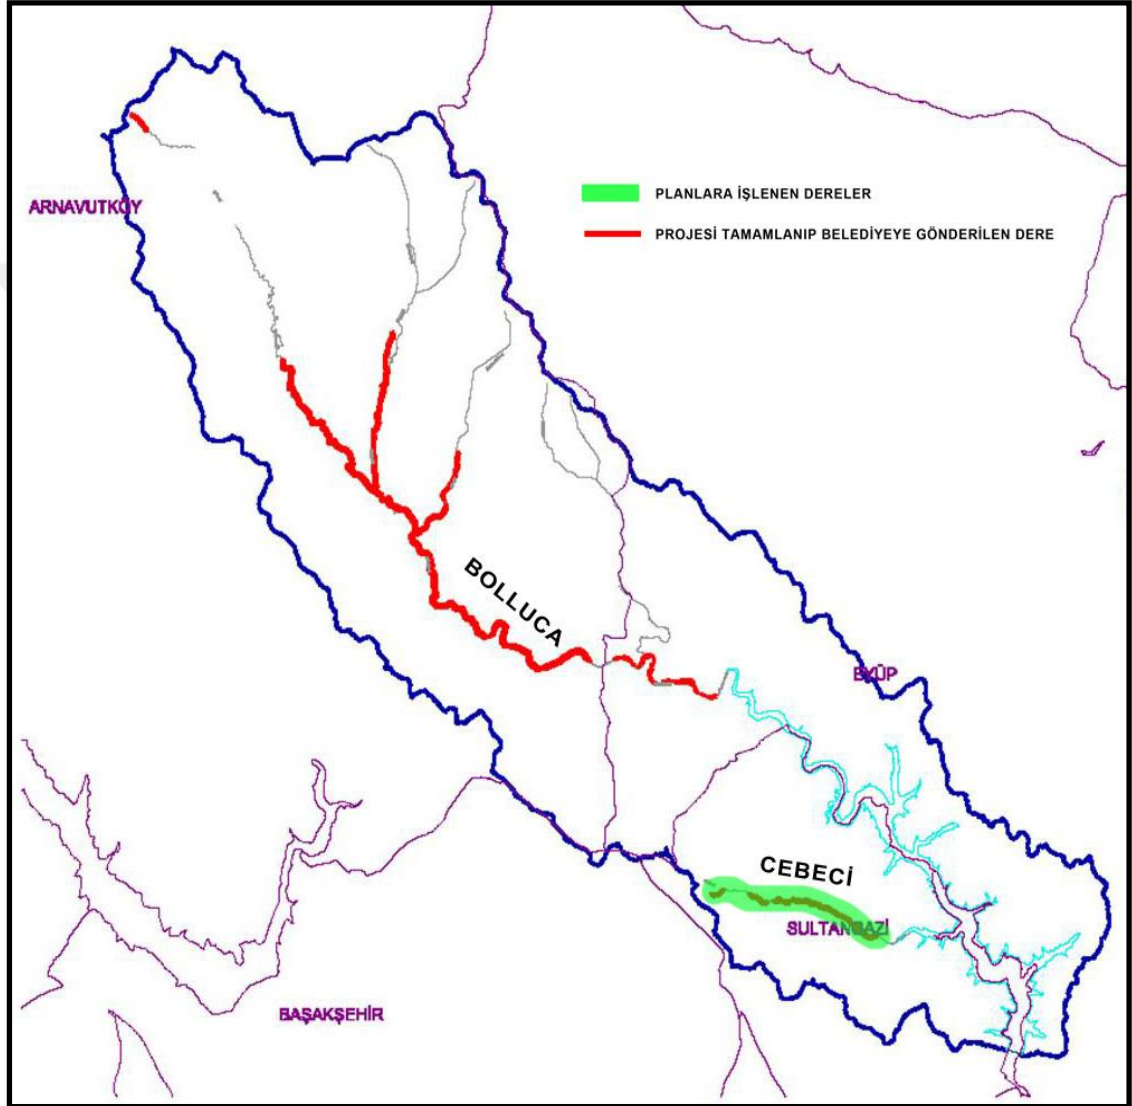 PLANLARA İŞLENEN DERELER
ARNAVUTKÖY
PROJESİ TAMAMLANIP BELEDİYEYE GÖNDERİLEN DERE
BOLLUCA
EYÜP
CEBECİ
SULTANGAZİ
BAŞAKŞEHİR